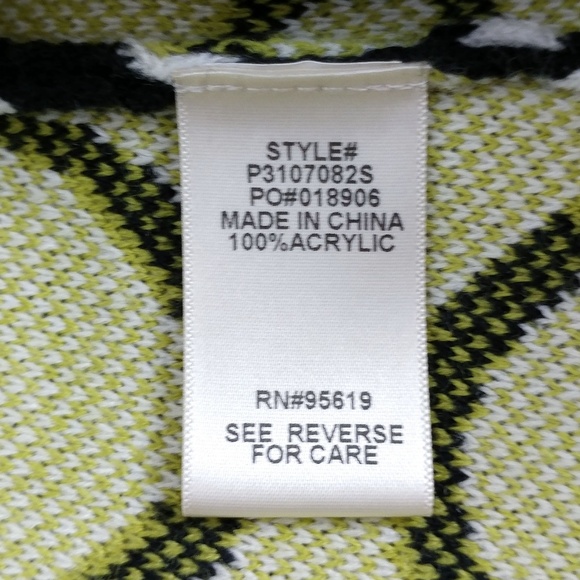 STYLE#
P3107082S
PO#018906
MADE IN CHINA
100%ACRYLIC
RN#95619
SEE REVERSE
FOR CARE